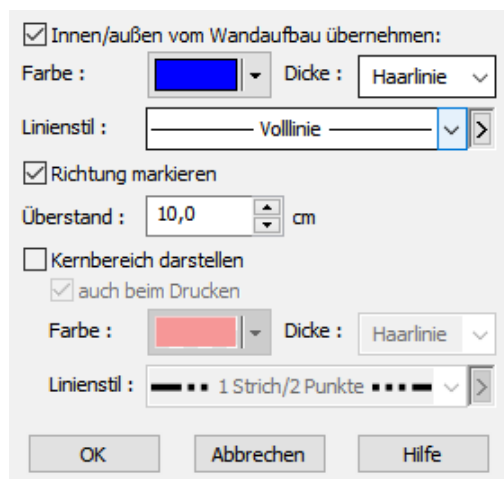 Innen/außen vom Wandaufbau übernehmen:
Farbe : Dicke : Haarlinie
Linienstil : Volllinie >
Richtung markieren
Überstand : 10,0 cm
Kernbereich darstellen
auch beim Drucken
Farbe : Dicke : Haarlinie
Linienstil : 1 Strich/2 Punkte >
OK Abbrechen Hilfe